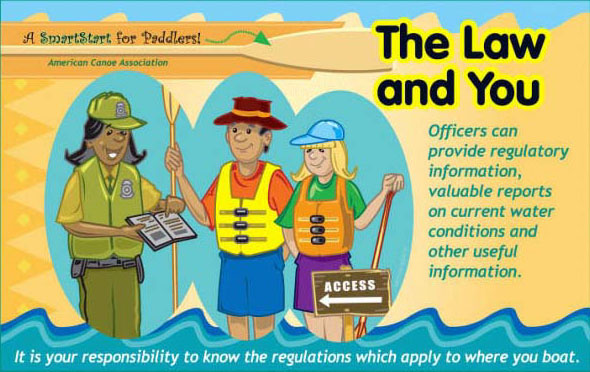 A SmartStart for Paddlers!
American Canoe Association
The Law
and You
Officers can
provide regulatory
information,
valuable reports
on current water
conditions and
other useful
information.
ACCESS
It is your responsibility to know the regulations which apply to where you boat.